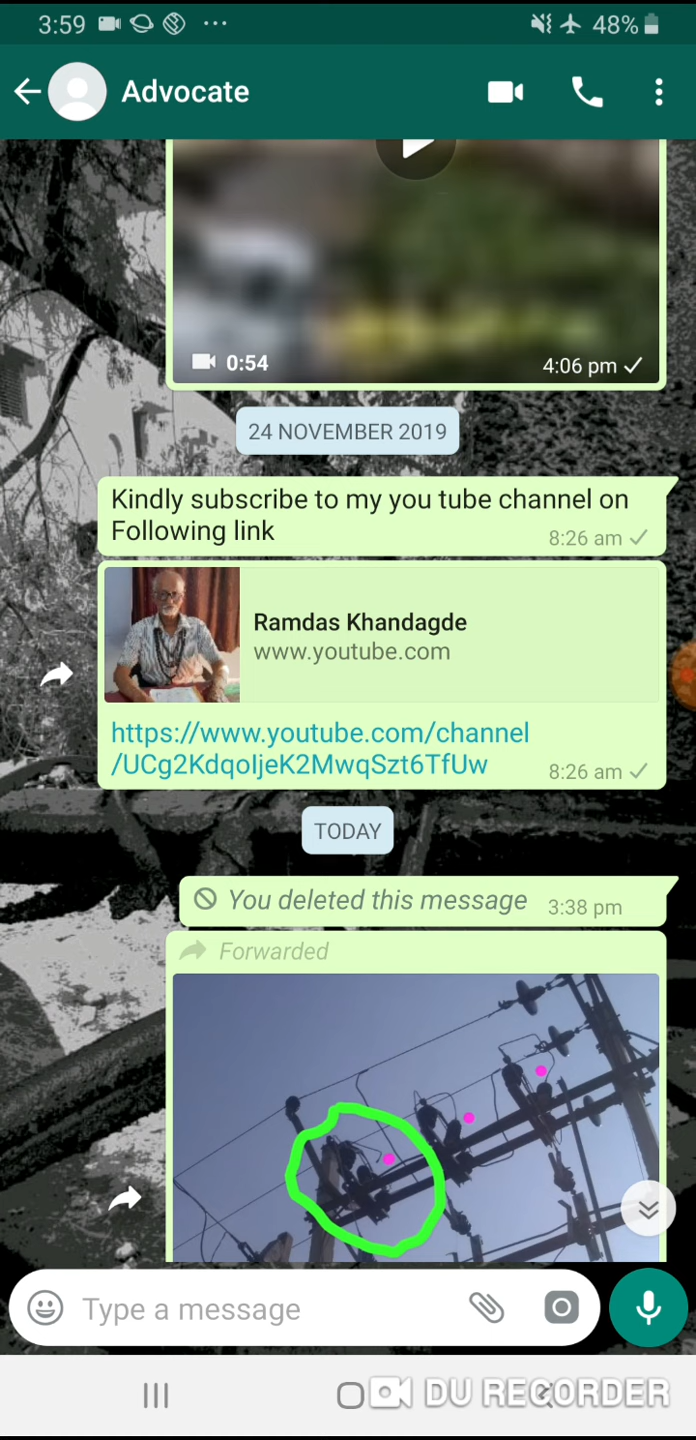 3:59
48%
Advocate
0:54
4:06 pm
24 NOVEMBER 2019
Kindly subscribe to my you tube channel on
Following link
8:26 am
Ramdas Khandagde
www.youtube.com
https://www.youtube.com/channel
/UCg2KdqoIjeK2MwqSzt6TfUw
8:26 am
TODAY
You deleted this message
3:38 pm
Forwarded
Type a message
DU RECORDER